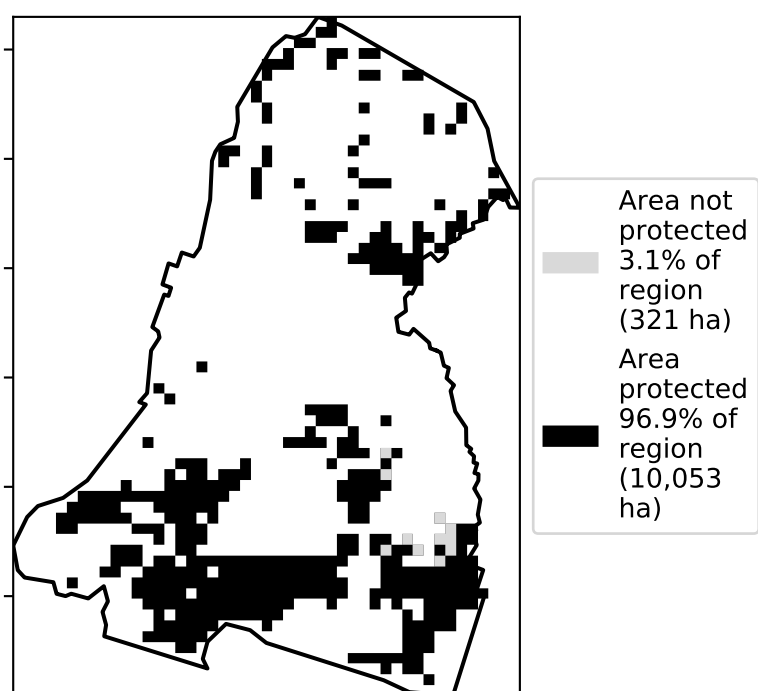 Area not
protected
3.1% of
region
(321 ha)
Area
protected
96.9% of
region
(10,053
ha)